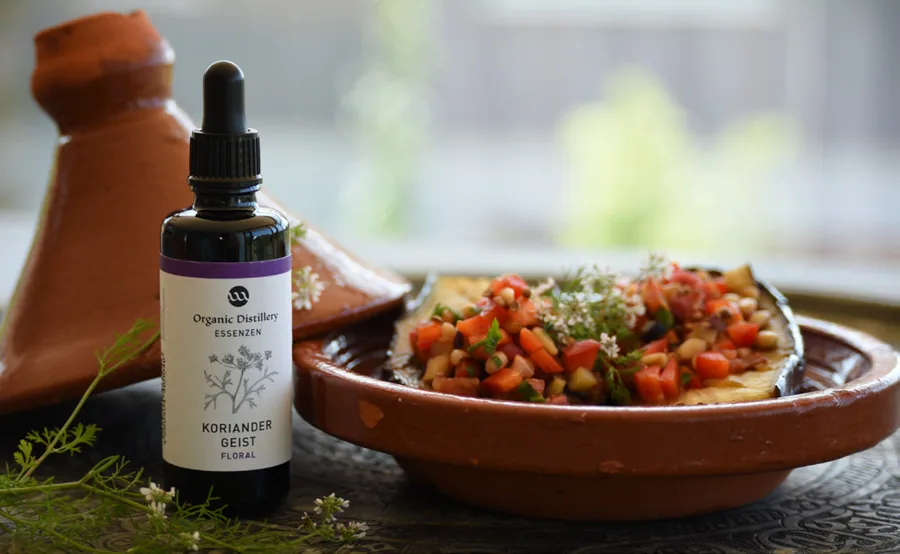 Organic Distillery
ESSENZEN
KORIANDER
GEIST
FLORAL